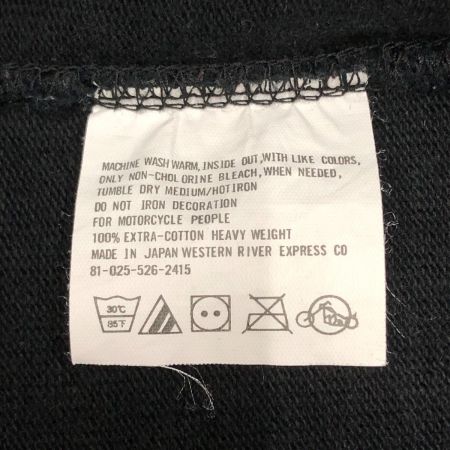 MACHINE WASH WARM, INSIDE OUT, WITH LIKE COLORS,
ONLY NON-CHOLORINE BLEACH, WHEN NEEDED,
TUMBLE DRY MEDIUM/HOTIRON
DO NOT IRON DECORATION
FOR MOTORCYCLE PEOPLE
100% EXTRA-COTTON HEAVY WEIGHT
MADE IN JAPAN WESTERN RIVER EXPRESS CO
81-025-526-2415
30℃
85℉